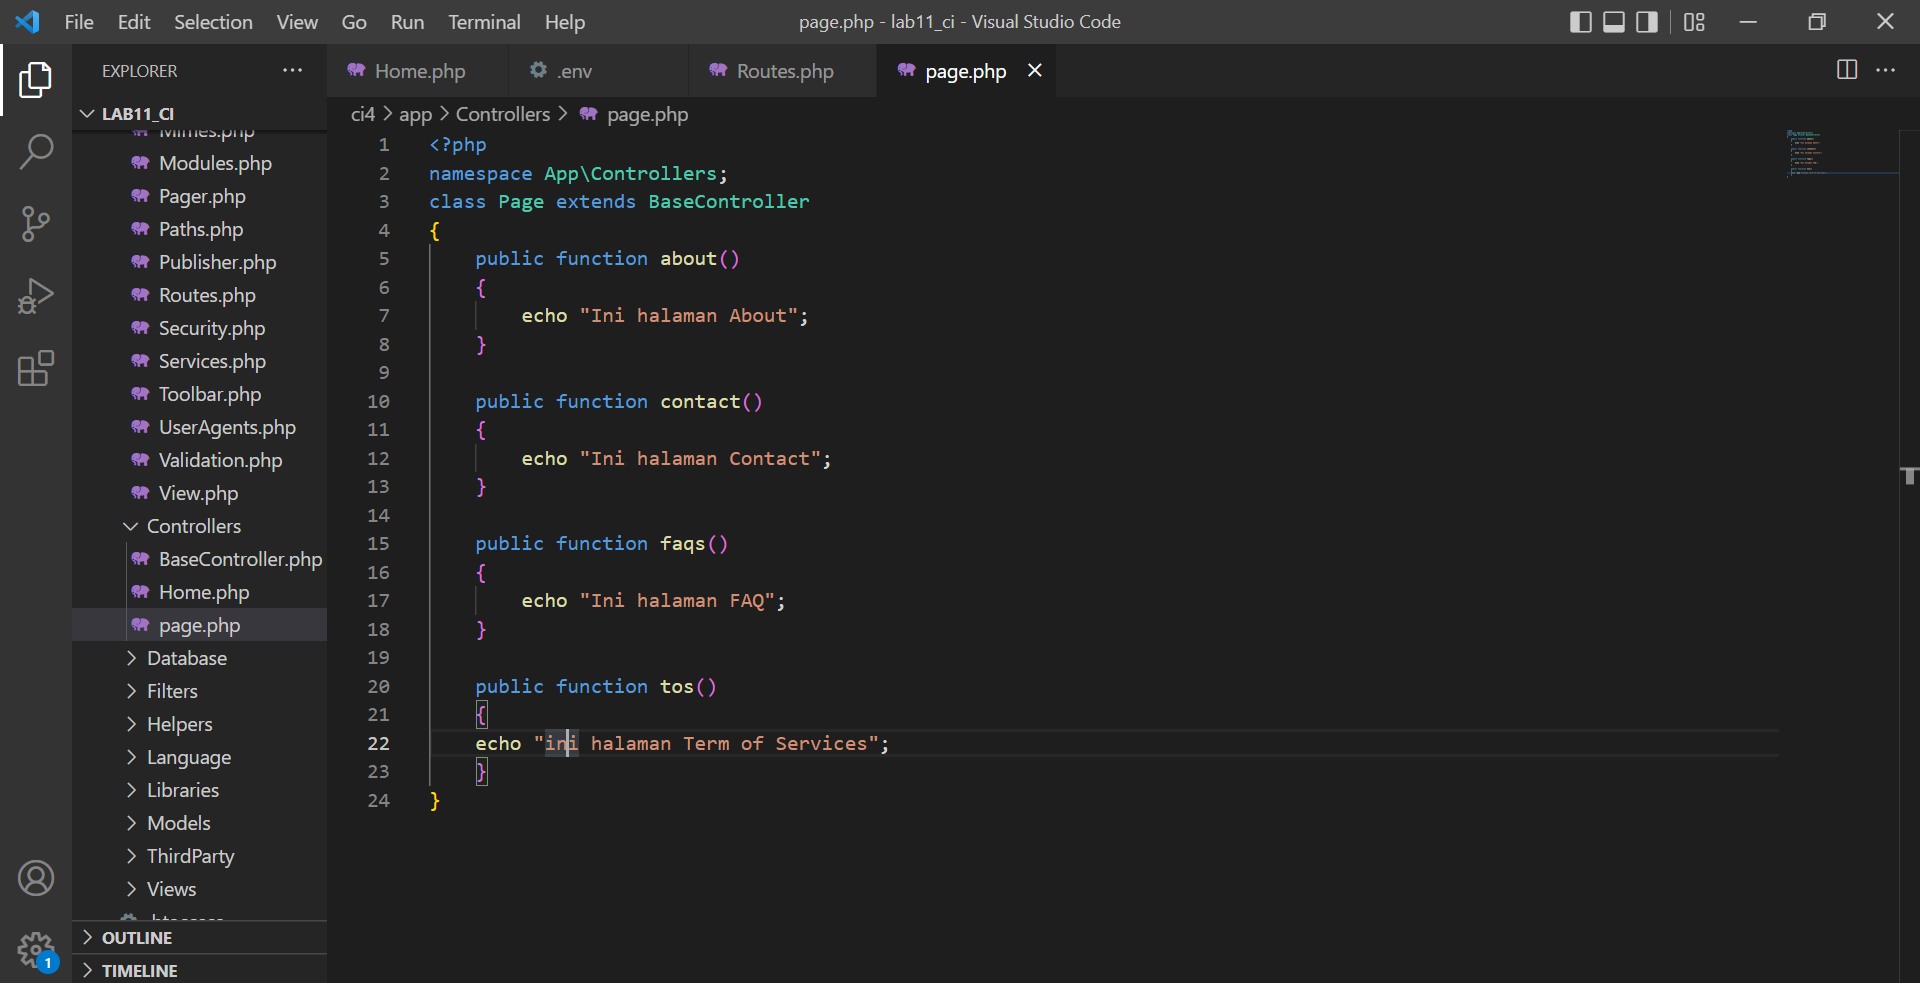 File Edit Selection View Go Run Terminal Help page.php - lab11_ci - Visual Studio Code
EXPLORER
Home.php .env Routes.php page.php
LAB11_CI
ci4 > app > Controllers > page.php
Mimes.php
Modules.php
Pager.php
Paths.php
Publisher.php
Routes.php
Security.php
Services.php
Toolbar.php
UserAgents.php
Validation.php
View.php
Controllers
BaseController.php
Home.php
page.php
Database
Filters
Helpers
Language
Libraries
Models
ThirdParty
Views
.htaccess
OUTLINE
TIMELINE
1
1 <?php
2 namespace App\Controllers;
3 class Page extends BaseController
4 {
5 public function about()
6 {
7 echo "Ini halaman About";
8 }
9
10 public function contact()
11 {
12 echo "Ini halaman Contact";
13 }
14
15 public function faqs()
16 {
17 echo "Ini halaman FAQ";
18 }
19
20 public function tos()
21 {
22 echo "ini halaman Term of Services";
23 }
24 }